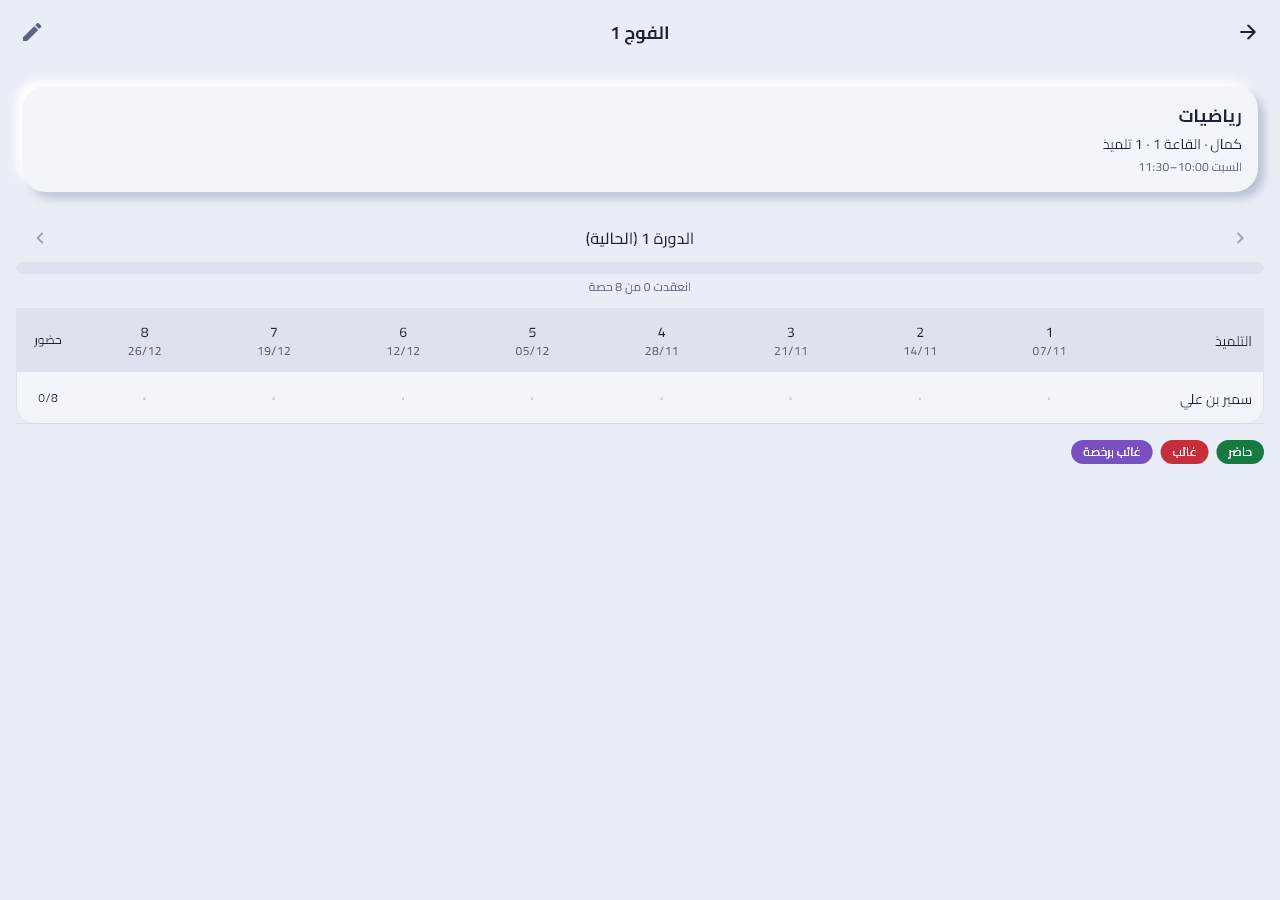 الفوج 1
رياضيات
كمال · القاعة 1 · 1 تلميذ
السبت 10:00–11:30
الدورة 1 (الحالية)
انعقدت 0 من 8 حصة
التلميذ 1 2 3 4 5 6 7 8 حضور
07/11 14/11 21/11 28/11 05/12 12/12 19/12 26/12
سمير بن علي · · · · · · · · 0/8
حاضر غائب غائب برخصة